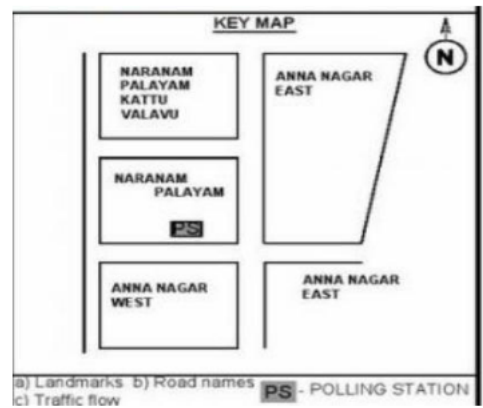 KEY MAP
N
NARANAM
PALAYAM
KATTU
VALAVU
ANNA NAGAR
EAST
NARANAM
PALAYAM
PS
ANNA NAGAR
WEST
ANNA NAGAR
EAST
a) Landmarks b) Road names
c) Traffic flow
PS - POLLING STATION